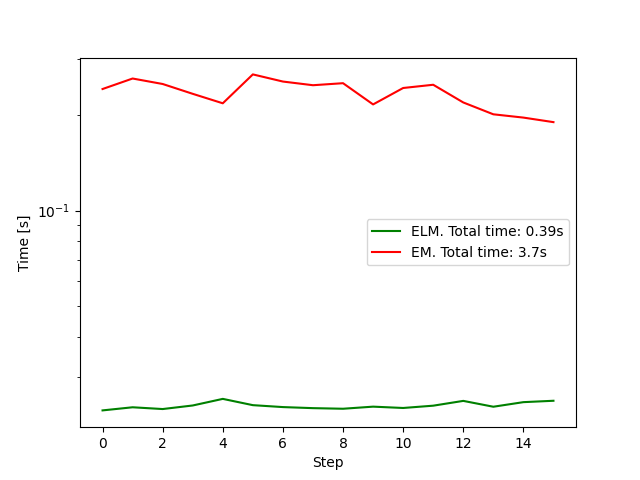 10⁻¹
Time [s]
ELM. Total time: 0.39s
EM. Total time: 3.7s
0 2 4 6 8 10 12 14
Step